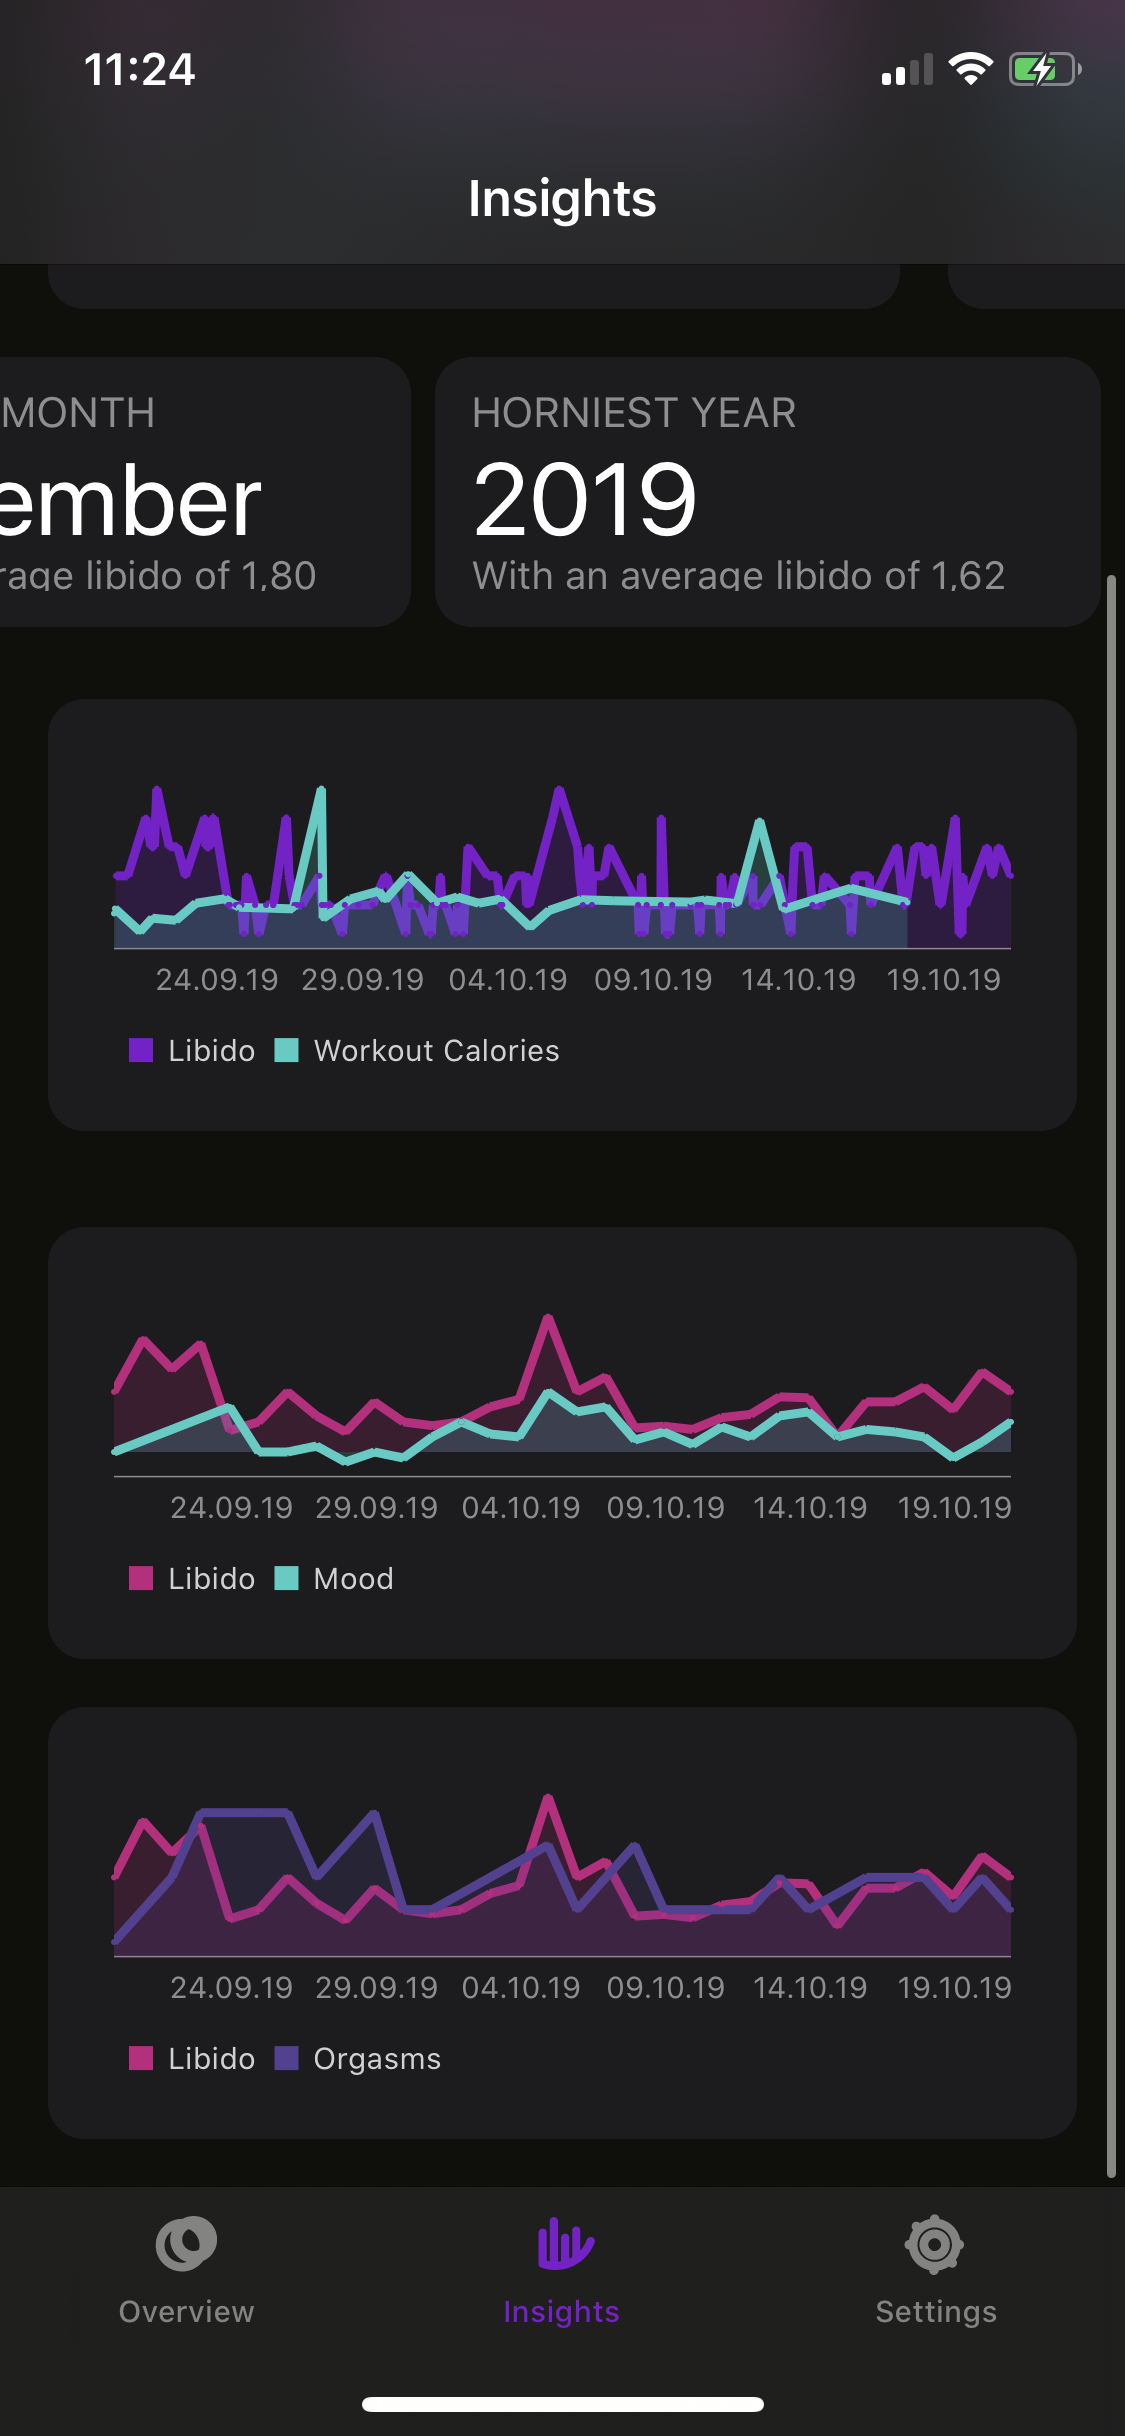 11:24
Insights
MONTH
ember
rage libido of 1,80
HORNIEST YEAR
2019
With an average libido of 1,62
24.09.19 29.09.19 04.10.19 09.10.19 14.10.19 19.10.19
Libido Workout Calories
24.09.19 29.09.19 04.10.19 09.10.19 14.10.19 19.10.19
Libido Mood
24.09.19 29.09.19 04.10.19 09.10.19 14.10.19 19.10.19
Libido Orgasms
Overview Insights Settings